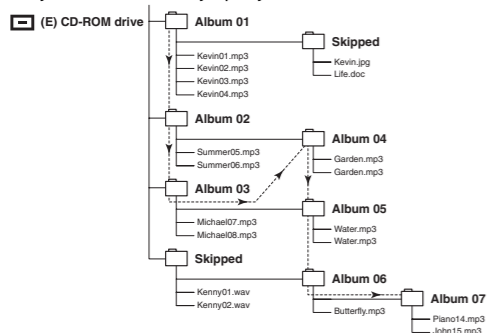 (E) CD-ROM drive
Album 01
Skipped
Kevin01.mp3
Kevin02.mp3
Kevin03.mp3
Kevin04.mp3
Kevin.jpg
Life.doc
Album 02
Album 04
Summer05.mp3
Summer06.mp3
Garden.mp3
Garden.mp3
Album 03
Album 05
Michael07.mp3
Michael08.mp3
Water.mp3
Water.mp3
Skipped
Album 06
Kenny01.wav
Kenny02.wav
Butterfly.mp3
Album 07
Piano14.mp3
John15.mp3